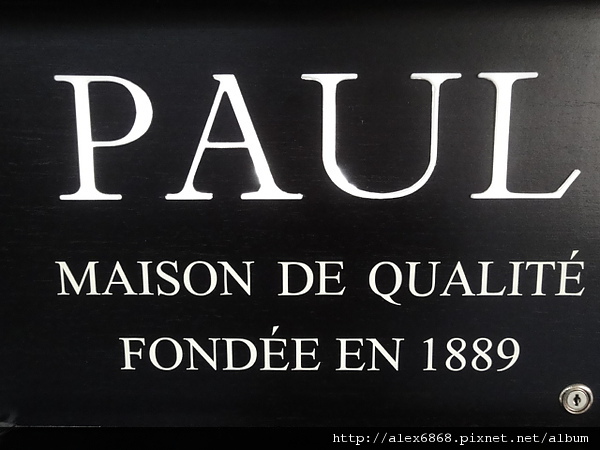 PAUL
MAISON DE QUALITÉ
FONDÉE EN 1889
http://alex6868.pixnet.net/album